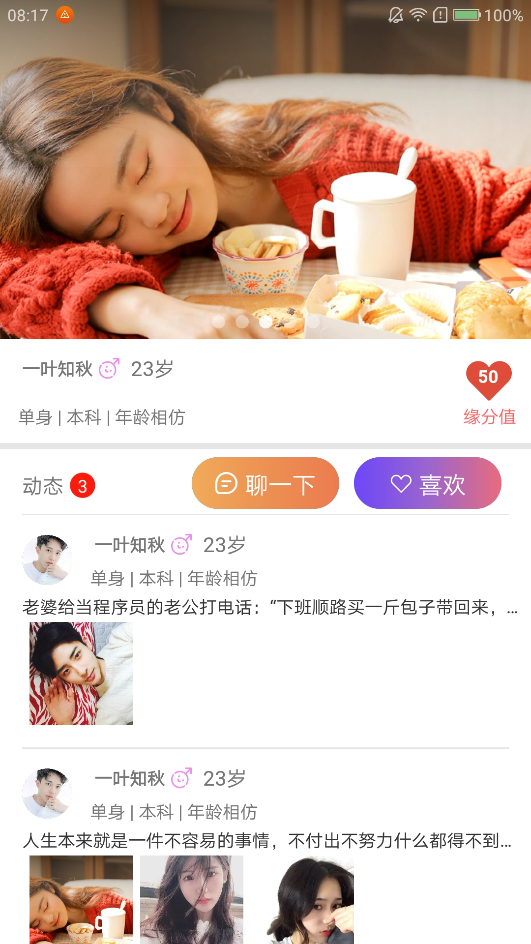 08:17
100%
一叶知秋 23岁
50
单身 | 本科 | 年龄相仿
缘分值
动态 3
聊一下
喜欢
一叶知秋 23岁
单身 | 本科 | 年龄相仿
老婆给当程序员的老公打电话：“下班顺路买一斤包子带回来，...
一叶知秋 23岁
单身 | 本科 | 年龄相仿
人生本来就是一件不容易的事情，不付出不努力什么都得不到...